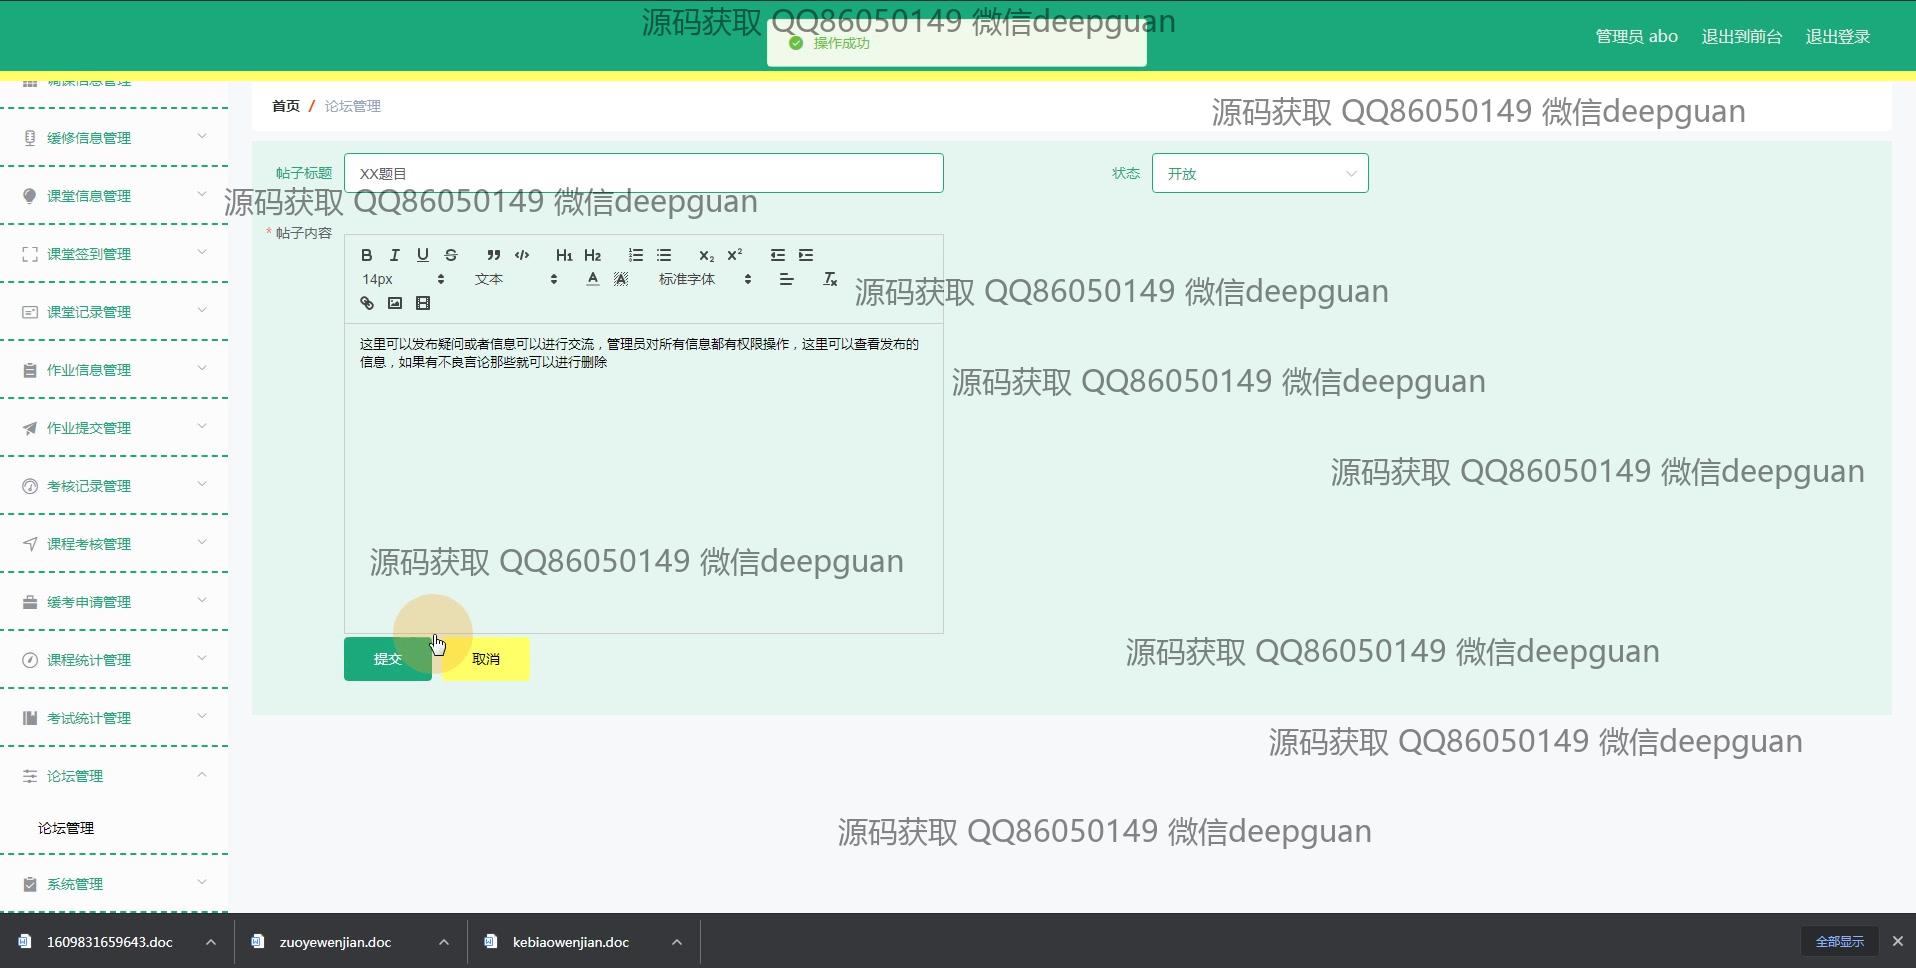 源码获取 QQ86050149 微信deepguan
操作成功
管理员 abo
退出到前台
退出登录
调课信息管理
首页 / 论坛管理
源码获取 QQ86050149 微信deepguan
缓修信息管理
帖子标题
XX题目
状态
开放
课堂信息管理
源码获取 QQ86050149 微信deepguan
* 帖子内容
课堂签到管理
B I U S ” </> H1 H2 x2 x2
14px
文本
A
A
标准字体
Tx
源码获取 QQ86050149 微信deepguan
课堂记录管理
这里可以发布疑问或者信息可以进行交流，管理员对所有信息都有权限操作，这里可以查看发布的
信息，如果有不良言论那些就可以进行删除
作业信息管理
源码获取 QQ86050149 微信deepguan
作业提交管理
源码获取 QQ86050149 微信deepguan
考核记录管理
课程考核管理
源码获取 QQ86050149 微信deepguan
缓考申请管理
源码获取 QQ86050149 微信deepguan
课程统计管理
提交
取消
考试统计管理
源码获取 QQ86050149 微信deepguan
论坛管理
论坛管理
源码获取 QQ86050149 微信deepguan
系统管理
1609831659643.doc
zuoyewenjian.doc
kebiaowenjian.doc
全部显示